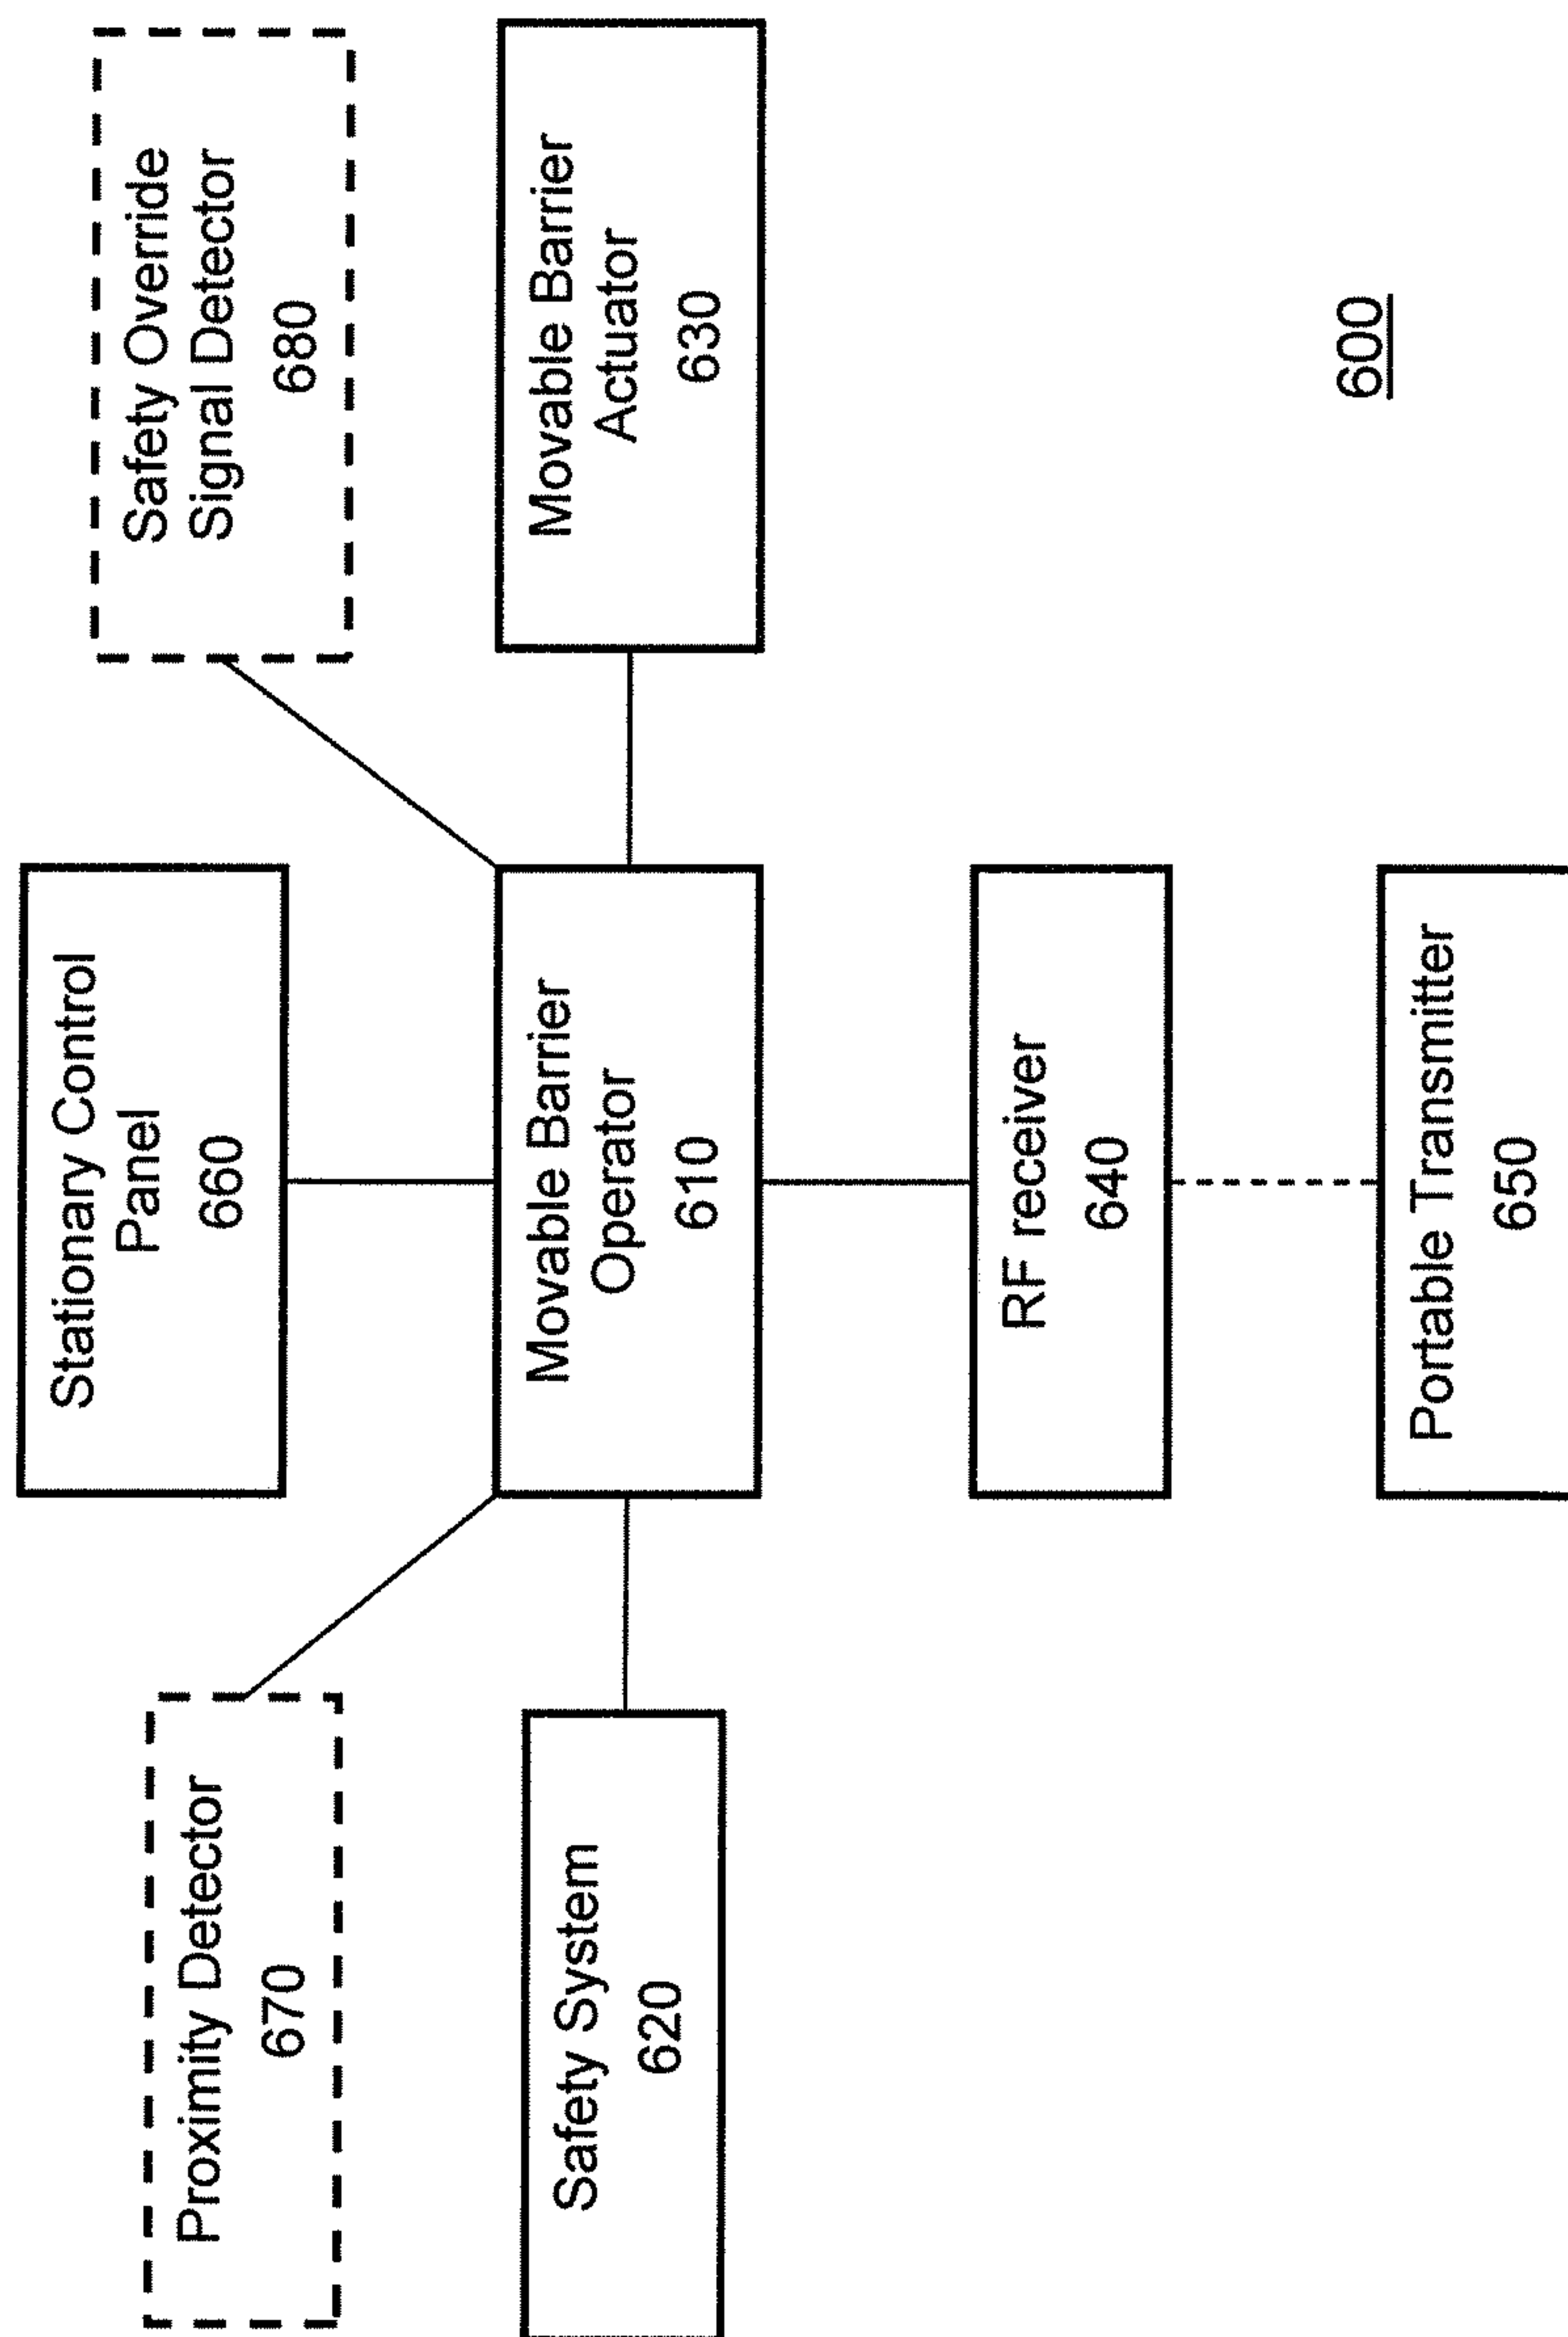 Proximity Detector
670
Stationary Control
Panel
660
Safety Override
Signal Detector
680
Safety System
620
Movable Barrier
Operator
610
Movable Barrier
Actuator
630
RF receiver
640
Portable Transmitter
650
600